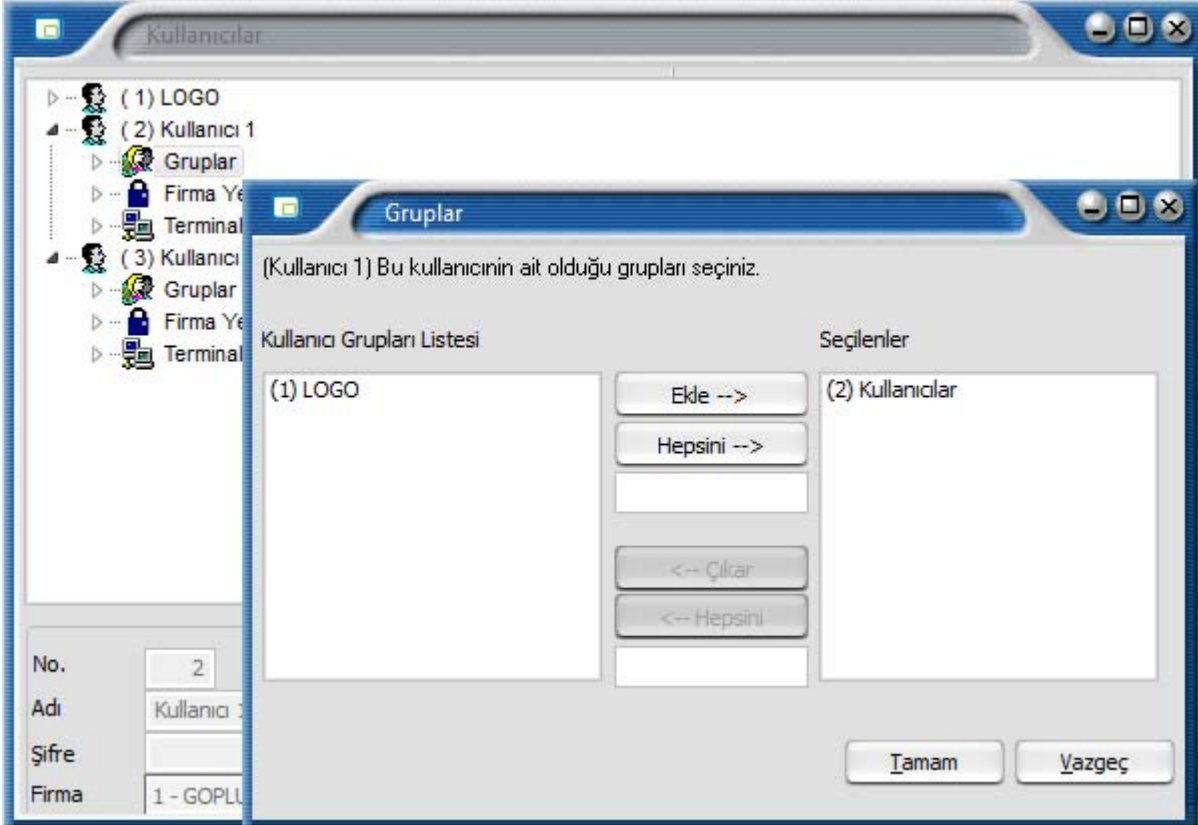 Kullanıcılar
( 1) LOGO
( 2) Kullanıcı 1
Gruplar
Firma Ye
Terminal
( 3) Kullanıcı
Gruplar
Firma Ye
Terminal
No. 2
Adı Kullanıcı
Şifre
Firma 1 - GOPLU
Gruplar
(Kullanıcı 1) Bu kullanıcının ait olduğu grupları seçiniz.
Kullanıcı Grupları Listesi
Seçilenler
(1) LOGO
Ekle -->
(2) Kullanıcılar
Hepsini -->
<-- Çıkar
<-- Hepsini
Tamam
Vazgeç